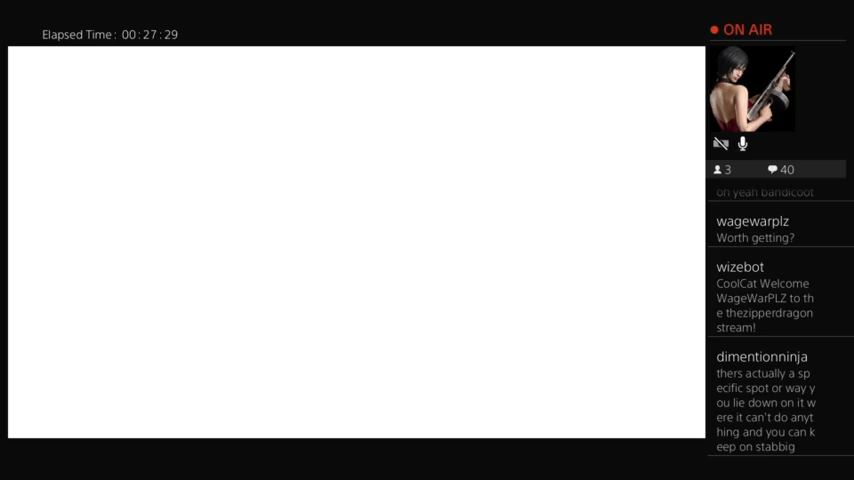 Elapsed Time: 00:27:29
ON AIR
3 40
oh yeah bandicoot
wagewarplz
Worth getting?
wizebot
CoolCat Welcome
WageWarPLZ to th
e thezipperdragon
stream!
dimentionninja
thers actually a sp
ecific spot or way y
ou lie down on it w
ere it can't do anyt
hing and you can k
eep on stabbig